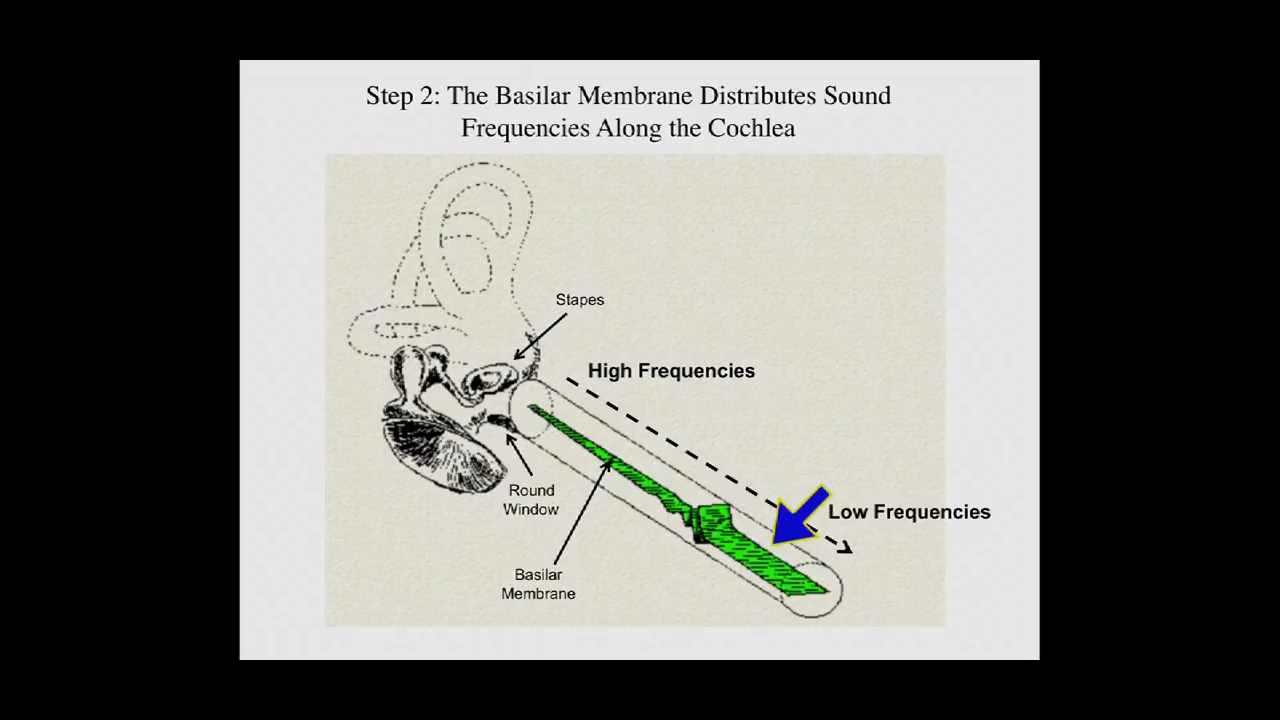 Step 2: The Basilar Membrane Distributes Sound
Frequencies Along the Cochlea
Stapes
High Frequencies
Round
Window
Low Frequencies
Basilar
Membrane